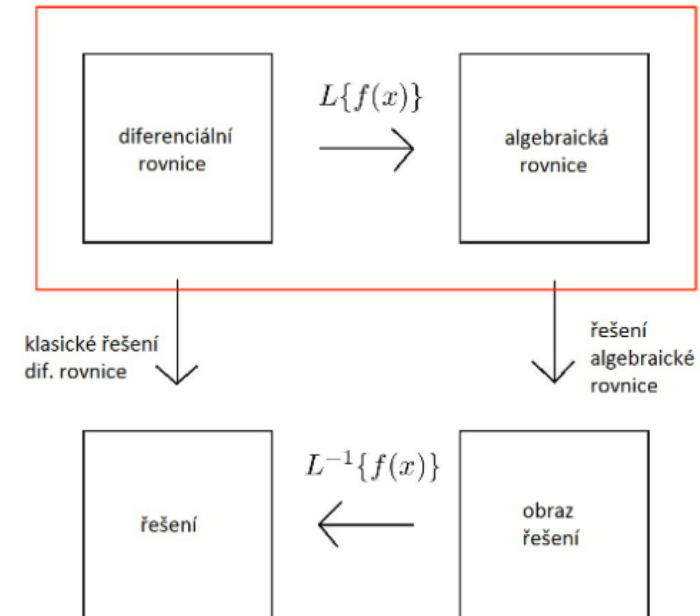 L{f(x)}
diferenciální
rovnice
algebraická
rovnice
klasické řešení
dif. rovnice
řešení
algebraické
rovnice
L⁻¹{f(x)}
řešení
obraz
řešení